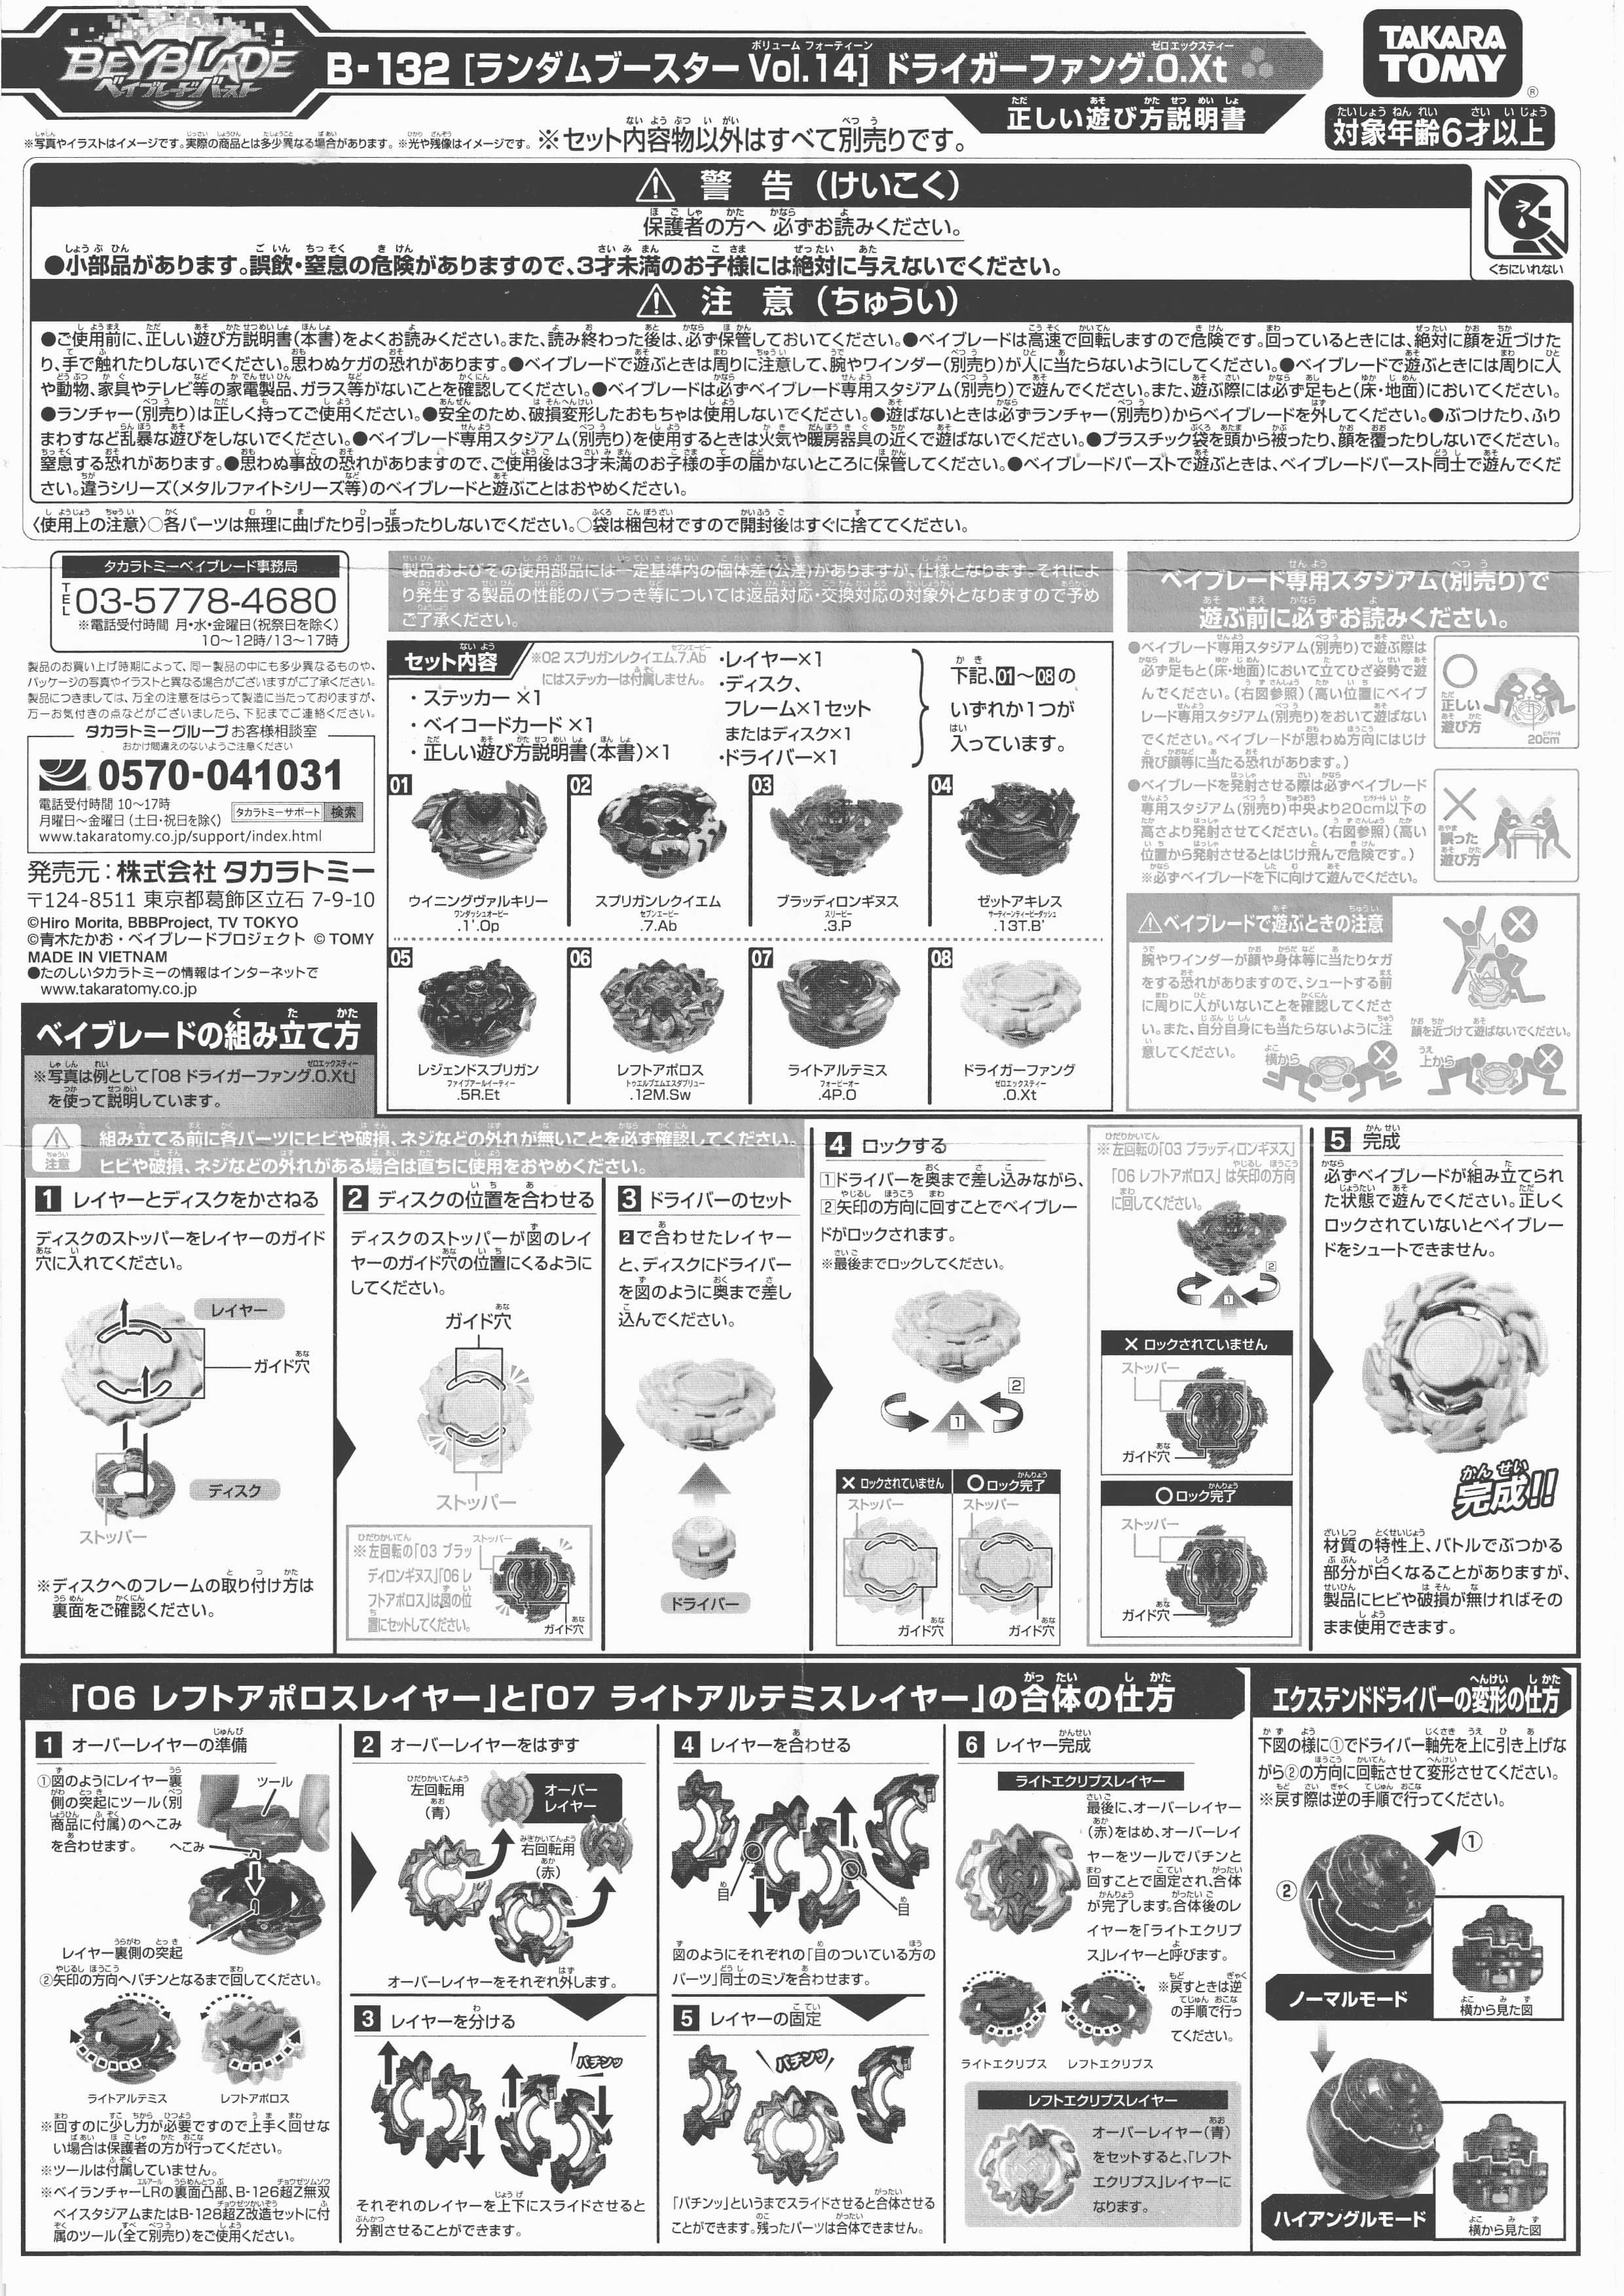 BEYBLADE
ベイブレードバースト
B-132 [ランダムブースター Vol.14] ドライガーファング.0.Xt
正しい遊び方説明書
TAKARA
TOMY
®
対象年齢6才以上
※写真やイラストはイメージです。実際の商品とは多少異なる場合があります。※光や残像はイメージです。※セット内容物以外はすべて別売りです。
⚠ 警 告（けいこく）
保護者の方へ 必ずお読みください。
●小部品があります。誤飲・窒息の危険がありますので、3才未満のお子様には絶対に与えないでください。
くちにいれない
⚠ 注 意（ちゅうい）
●ご使用前に、正しい遊び方説明書(本書)をよくお読みください。また、読み終わった後は、必ず保管しておいてください。●ベイブレードは高速で回転しますので危険です。回っているときには、絶対に顔を近づけた
り、手で触れたりしないでください。思わぬケガの恐れがあります。●ベイブレードで遊ぶときは周りに注意して、腕やワインダー(別売り)が人に当たらないようにしてください。●ベイブレードで遊ぶときには周りに人
や動物、家具やテレビ等の家電製品、ガラス等がないことを確認してください。●ベイブレードは必ずベイブレード専用スタジアム(別売り)で遊んでください。また、遊ぶ際には必ず足もと(床・地面)においてください。
●ランチャー(別売り)は正しく持ってご使用ください。●安全のため、破損変形したおもちゃは使用しないでください。●遊ばないときは必ずランチャー(別売り)からベイブレードを外してください。●ぶつけたり、ふり
まわすなど乱暴な遊びをしないでください。●ベイブレード専用スタジアム(別売り)を使用するときは火気や暖房器具の近くで遊ばないでください。●プラスチック袋を頭から被ったり、顔を覆ったりしないでください。
窒息する恐れがあります。●思わぬ事故の恐れがありますので、ご使用後は3才未満のお子様の手の届かないところに保管してください。●ベイブレードバーストで遊ぶときは、ベイブレードバースト同士で遊んでくだ
さい。違うシリーズ(メタルファイトシリーズ等)のベイブレードと遊ぶことはおやめください。
〈使用上の注意〉○各パーツは無理に曲げたり引っ張ったりしないでください。○袋は梱包材ですので開封後はすぐに捨ててください。
タカラトミーベイブレード事務局
TEL 03-5778-4680
※電話受付時間 月・水・金曜日(祝祭日を除く)
10〜12時/13〜17時
製品のお買い上げ時期によって、同一製品の中にも多少異なるものや、
パッケージの写真やイラストと異なる場合がございますがご了承ください。
製品につきましては、万全の注意をはらって製造に当たっておりますが、
万一お気付きの点などがございましたら、下記までご連絡ください。
タカラトミーグループ お客様相談室
おかけ間違えのないようご注意ください
0570-041031
電話受付時間 10〜17時
月曜日〜金曜日 (土日・祝日を除く)
タカラトミーサポート 検索
www.takaratomy.co.jp/support/index.html
発売元：株式会社 タカラトミー
〒124-8511 東京都葛飾区立石 7-9-10
©Hiro Morita, BBBProject, TV TOKYO
©青木たかお・ベイブレードプロジェクト © TOMY
MADE IN VIETNAM
●たのしいタカラトミーの情報はインターネットで
www.takaratomy.co.jp
製品およびその使用部品には一定基準内の個体差(公差)がありますが、仕様となります。それによ
り発生する製品の性能のバラつき等については返品対応・交換対応の対象外となりますので予め
ご了承ください。
セット内容
※02 スプリガンレクイエム.7.Ab
にはステッカーは付属しません。
・ステッカー ×1
・ベイコードカード ×1
・正しい遊び方説明書(本書)×1
・レイヤー×1
・ディスク、
フレーム×1セット
またはディスク×1
・ドライバー×1
下記、01〜08の
いずれか1つが
入っています。
01
ウイニングヴァルキリー
ワンダッシュオーピー
.1'.Op
02
スプリガンレクイエム
セブンエービー
.7.Ab
03
ブラッディロンギヌス
スリーピー
.3.P
04
ゼットアキレス
サーティーンティービーダッシュ
.13T.B'
05
レジェンドスプリガン
ファイブアールイーティー
.5R.Et
06
レフトアポロス
トゥエルブエムエスダブリュー
.12M.Sw
07
ライトアルテミス
フォーピーオー
.4P.O
08
ドライガーファング
ゼロエックスティー
.0.Xt
ベイブレード専用スタジアム(別売り)で
遊ぶ前に必ずお読みください。
●ベイブレード専用スタジアム(別売り)で遊ぶ際は
必ず足もと(床・地面)において立てひざ姿勢で遊
んでください。(右図参照)(高い位置にベイブ
レード専用スタジアム(別売り)をおいて遊ばない
でください。ベイブレードが思わぬ方向にはじけ
飛び顔等に当たる恐れがあります。)
●ベイブレードを発射させる際は必ずベイブレード
専用スタジアム(別売り)中央より20cm以下の
高さより発射させてください。(右図参照)(高い
位置から発射させるとはじけ飛んで危険です。)
※必ずベイブレードを下に向けて遊んでください。
正しい
遊び方
20cm
誤った
遊び方
⚠ベイブレードで遊ぶときの注意
腕やワインダーが顔や身体等に当たりケガ
をする恐れがありますので、シュートする前
に周りに人がいないことを確認してくださ
い。また、自分自身にも当たらないように注
意してください。
顔を近づけて遊ばないでください。
横から
上から
ベイブレードの組み立て方
※写真は例として「08 ドライガーファング.0.Xt」
を使って説明しています。
注意
組み立てる前に各パーツにヒビや破損、ネジなどの外れが無いことを必ず確認してください。
ヒビや破損、ネジなどの外れがある場合は直ちに使用をおやめください。
1 レイヤーとディスクをかさねる
ディスクのストッパーをレイヤーのガイド
穴に入れてください。
レイヤー
ガイド穴
ディスク
ストッパー
※ディスクへのフレームの取り付け方は
裏面をご確認ください。
2 ディスクの位置を合わせる
ディスクのストッパーが図のレイ
ヤーのガイド穴の位置にくるように
してください。
ガイド穴
ストッパー
※左回転の「03 ブラッ
ディロンギヌス」「06 レ
フトアポロス」は図の位
置にセットしてください。
ストッパー
ガイド穴
3 ドライバーのセット
2で合わせたレイヤー
と、ディスクにドライバー
を図のように奥まで差し
込んでください。
ドライバー
4 ロックする
1ドライバーを奥まで差し込みながら、
2矢印の方向に回すことでベイブレー
ドがロックされます。
※最後までロックしてください。
1
2
× ロックされていません
ストッパー
ガイド穴
○ロック完了
ストッパー
ガイド穴
※左回転の「03 ブラッディロンギヌス」
「06 レフトアポロス」は矢印の方向
に回してください。
1
2
× ロックされていません
ストッパー
ガイド穴
○ロック完了
ストッパー
ガイド穴
5 完成
必ずベイブレードが組み立てられ
た状態で遊んでください。正しく
ロックされていないとベイブレー
ドをシュートできません。
完成!!
材質の特性上、バトルでぶつかる
部分が白くなることがありますが、
製品にヒビや破損が無ければその
まま使用できます。
「06 レフトアポロスレイヤー」と「07 ライトアルテミスレイヤー」の合体の仕方
1 オーバーレイヤーの準備
①図のようにレイヤー裏
側の突起にツール(別
商品に付属)のへこみ
を合わせます。
ツール
へこみ
レイヤー裏側の突起
②矢印の方向へパチンとなるまで回してください。
ライトアルテミス
レフトアポロス
※回すのに少し力が必要ですので上手く回せな
い場合は保護者の方が行ってください。
※ツールは付属していません。
※ベイランチャーLRの裏面凸部、B-126超Z無双
ベイスタジアムまたはB-128超Z改造セットに付
属のツール(全て別売り)をご使用ください。
2 オーバーレイヤーをはずす
左回転用
(青)
オーバー
レイヤー
右回転用
(赤)
オーバーレイヤーをそれぞれ外します。
3 レイヤーを分ける
パチンッ
それぞれのレイヤーを上下にスライドさせると
分割させることができます。
4 レイヤーを合わせる
目
目
図のようにそれぞれの「目のついている方の
パーツ」同士のミゾを合わせます。
5 レイヤーの固定
パチンッ
「パチンッ」というまでスライドさせると合体させる
ことができます。残ったパーツは合体できません。
6 レイヤー完成
ライトエクリプスレイヤー
最後に、オーバーレイヤー
(赤)をはめ、オーバーレイ
ヤーをツールでパチンと
回すことで固定され、合体
が完了します。合体後のレ
イヤーを「ライトエクリプ
ス」レイヤーと呼びます。
※戻すときは逆
の手順で行っ
てください。
ライトエクリプス
レフトエクリプス
レフトエクリプスレイヤー
オーバーレイヤー(青)
をセットすると、「レフト
エクリプス」レイヤーに
なります。
エクステンドドライバーの変形の仕方
下図の様に①でドライバー軸先を上に引き上げな
がら②の方向に回転させて変形させてください。
※戻す際は逆の手順で行ってください。
①
②
ノーマルモード
横から見た図
ハイアングルモード
横から見た図